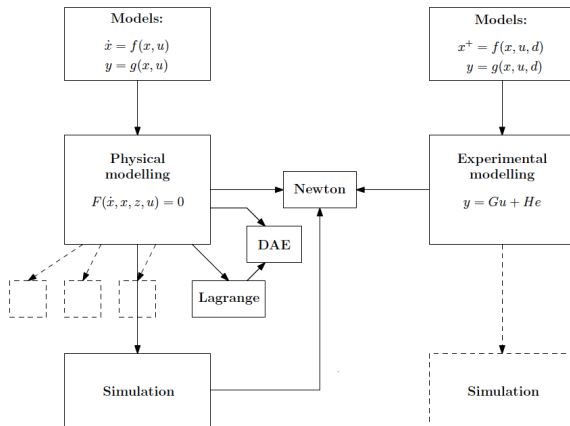 Models:
ẋ = f(x, u)
y = g(x, u)
Models:
x⁺ = f(x, u, d)
y = g(x, u, d)
Physical
modelling
F(ẋ, x, z, u) = 0
Newton
Experimental
modelling
y = Gu + He
DAE
Lagrange
Simulation
Simulation